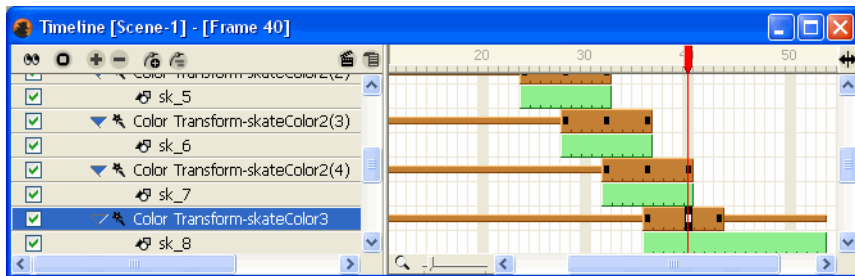 Timeline [Scene-1] - [Frame 40]
20 30 40 50
Color Transform-skateColor2(2)
sk_5
Color Transform-skateColor2(3)
sk_6
Color Transform-skateColor2(4)
sk_7
Color Transform-skateColor3
sk_8